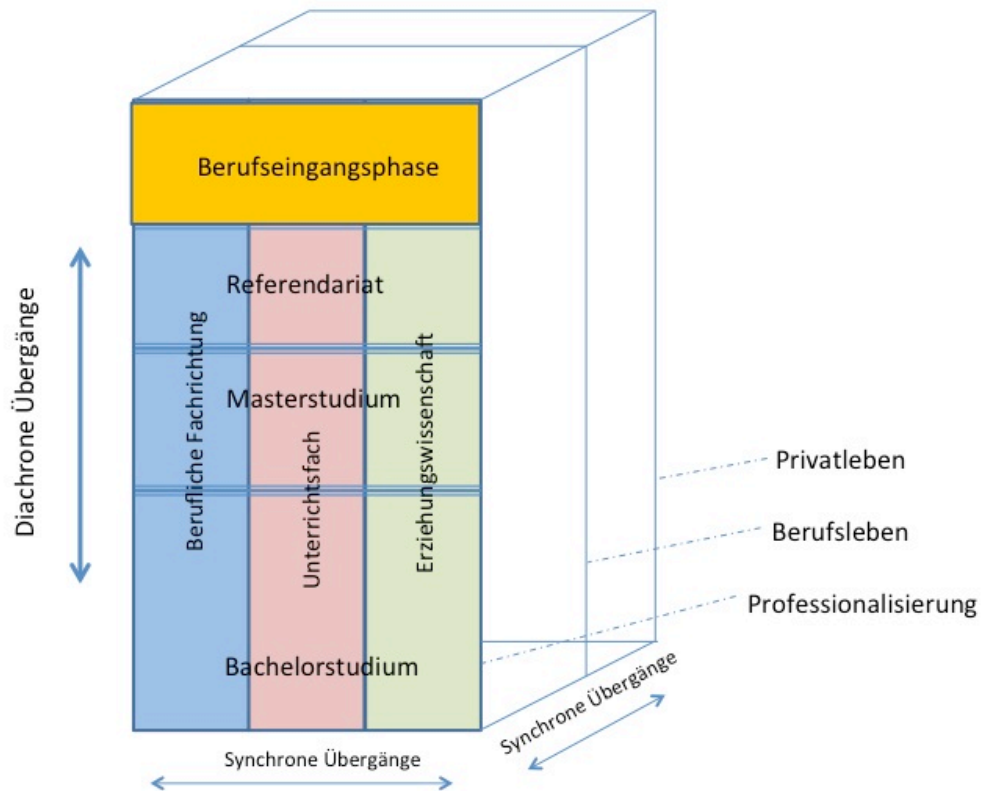 Berufseingangsphase
Referendariat
Masterstudium
Bachelorstudium
Berufliche Fachrichtung
Unterrichtsfach
Erziehungswissenschaft
Diachrone Übergänge
Synchrone Übergänge
Synchrone Übergänge
Privatleben
Berufsleben
Professionalisierung